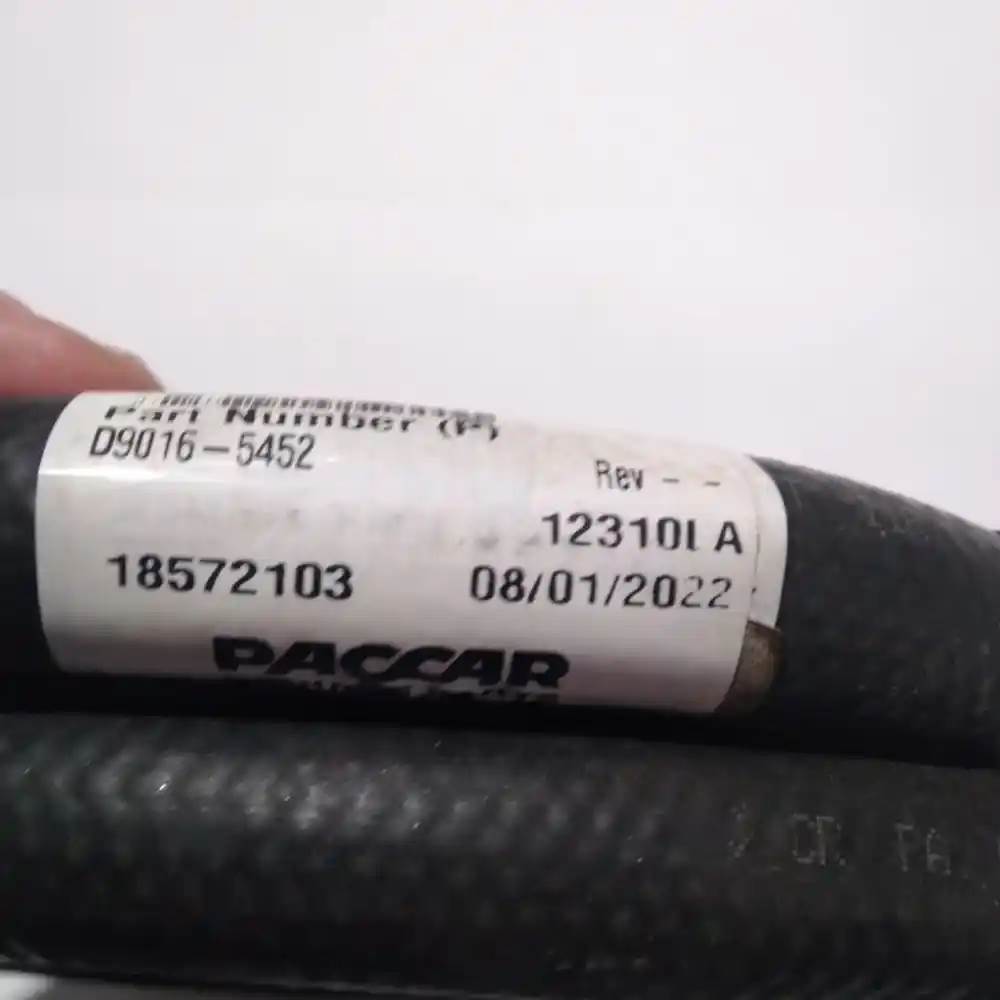 Part Number (P)
D9016-5452
Rev - -
12310L A
18572103 08/01/2022
PACCAR